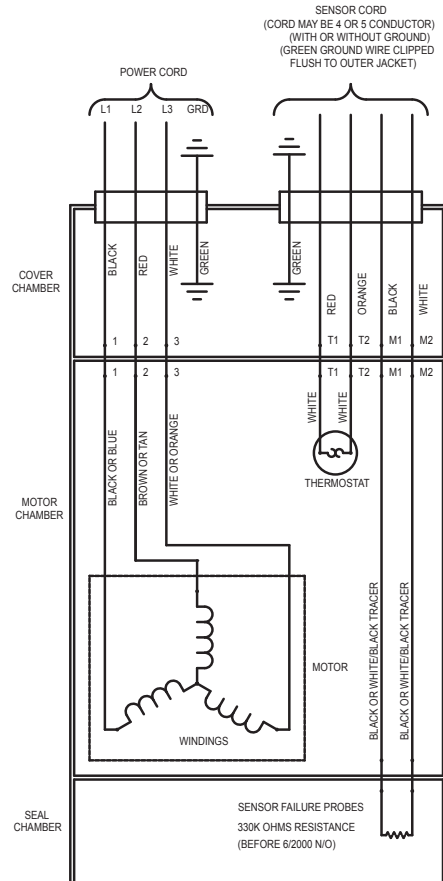 SENSOR CORD
(CORD MAY BE 4 OR 5 CONDUCTOR)
(WITH OR WITHOUT GROUND)
(GREEN GROUND WIRE CLIPPED
FLUSH TO OUTER JACKET)
POWER CORD
L1 L2 L3 GRD
COVER
CHAMBER
BLACK
RED
WHITE
GREEN
GREEN
RED
ORANGE
BLACK
WHITE
1 2 3 T1 T2 M1 M2
1 2 3 T1 T2 M1 M2
MOTOR
CHAMBER
BLACK OR BLUE
BROWN OR TAN
WHITE OR ORANGE
WHITE
WHITE
THERMOSTAT
BLACK OR WHITE/BLACK TRACER
BLACK OR WHITE/BLACK TRACER
MOTOR
WINDINGS
SEAL
CHAMBER
SENSOR FAILURE PROBES
330K OHMS RESISTANCE
(BEFORE 6/2000 N/O)